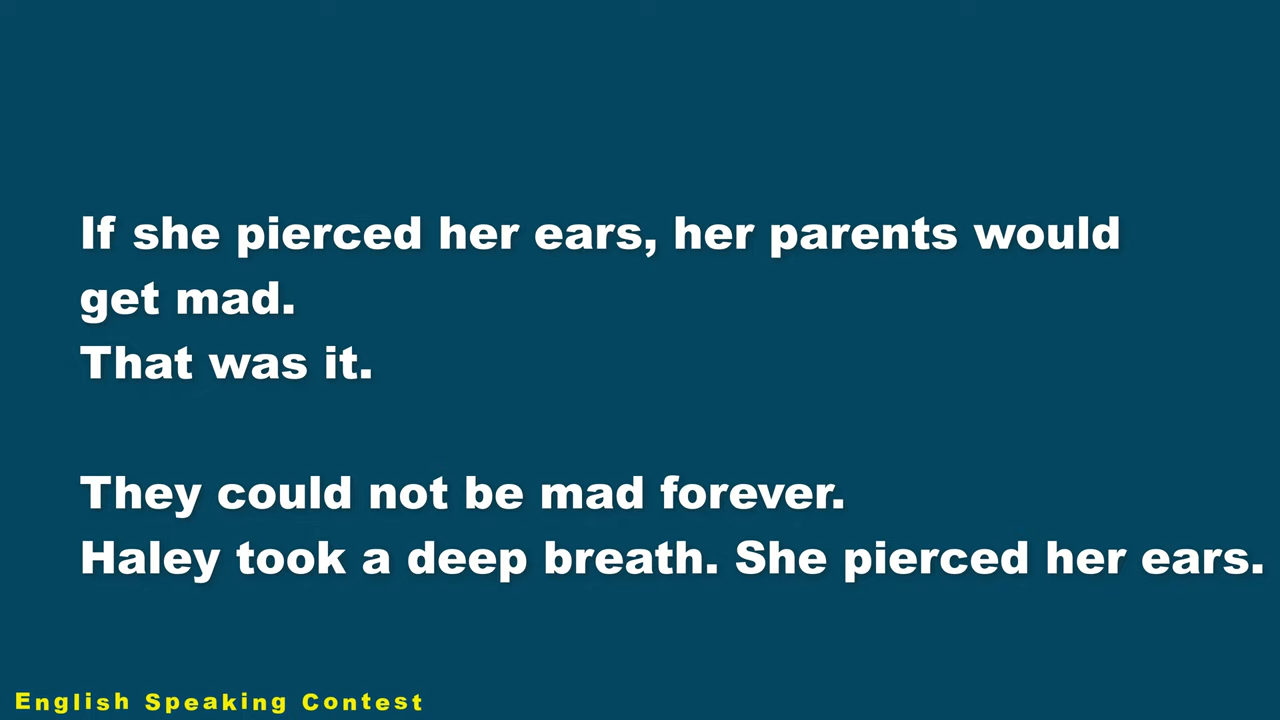 If she pierced her ears, her parents would
get mad.
That was it.
They could not be mad forever.
Haley took a deep breath. She pierced her ears.
English Speaking Contest